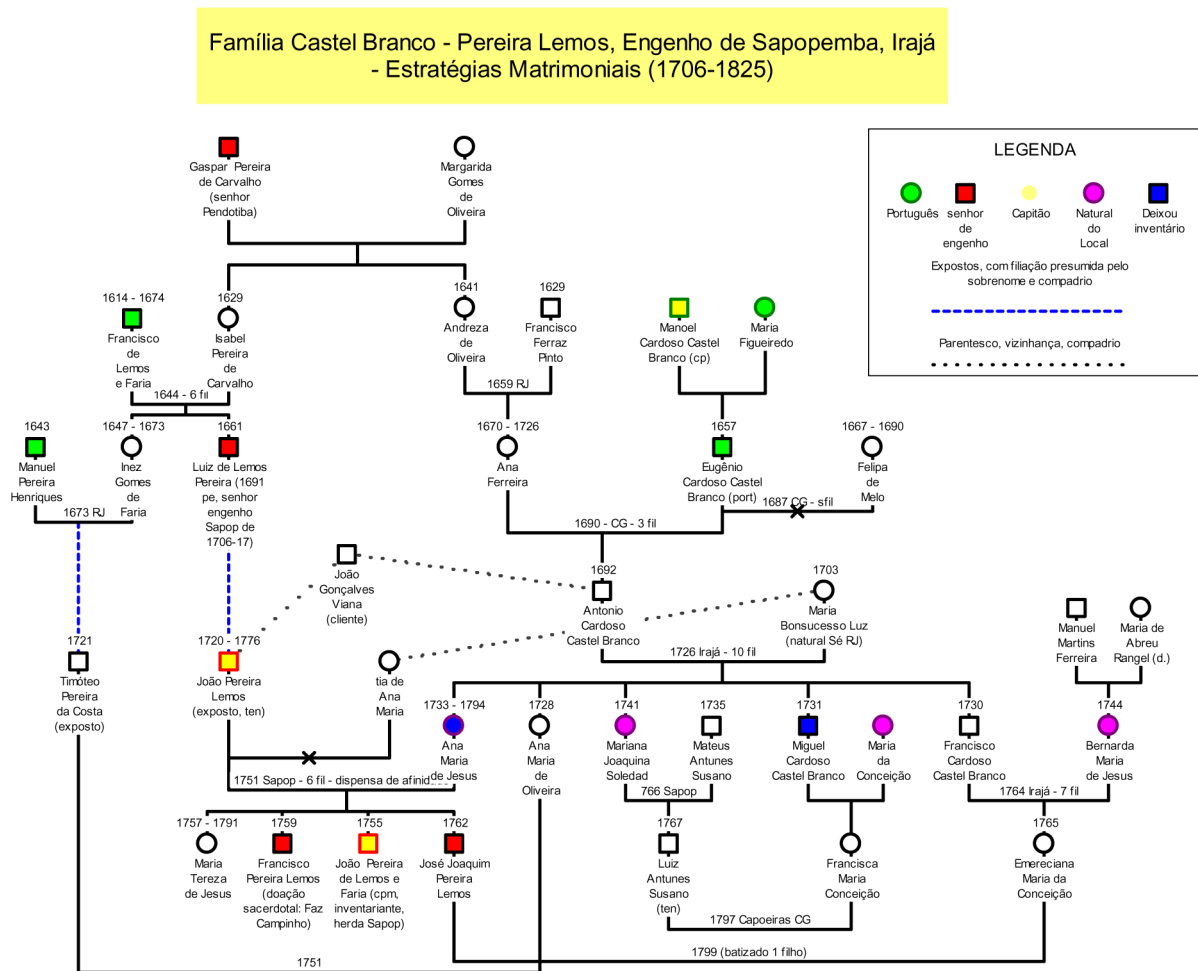 Família Castel Branco - Pereira Lemos, Engenho de Sapopemba, Irajá
- Estratégias Matrimoniais (1706-1825)
LEGENDA
Português
senhor
de
engenho
Capitão
Natural
do
Local
Deixou
inventário
Expostos, com filiação presumida pelo
sobrenome e compadrio
Parentesco, vizinhança, compadrio
Gaspar Pereira
de Carvalho
(senhor
Pendotiba)
Margarida
Gomes
de
Oliveira
1614 - 1674
Francisco
de
Lemos
e Faria
1629
Isabel
Pereira
de
Carvalho
1641
Andreza
de
Oliveira
1629
Francisco
Ferraz
Pinto
Manoel
Cardoso Castel
Branco (cp)
Maria
Figueiredo
1644 - 6 fil
1659 RJ
1643
Manuel
Pereira
Henriques
1647 - 1673
Inez
Gomes
de
Faria
1661
Luiz de Lemos
Pereira (1691
pe, senhor
engenho
Sapop de
1706-17)
1670 - 1726
Ana
Ferreira
1657
Eugênio
Cardoso Castel
Branco (port)
1667 - 1690
Felipa
de
Melo
1673 RJ
1687 CG - sfil
1690 - CG - 3 fil
João
Gonçalves
Viana
(cliente)
1692
Antonio
Cardoso
Castel Branco
1703
Maria
Bonsucesso Luz
(natural Sé RJ)
Manuel
Martins
Ferreira
Maria de
Abreu
Rangel (d.)
1721
Timóteo
Pereira
da Costa
(exposto)
1720 - 1776
João Pereira
Lemos
(exposto, ten)
tia de
Ana
Maria
1726 Irajá - 10 fil
1733 - 1794
Ana
Maria
de Jesus
1728
Ana
Maria
de
Oliveira
1741
Mariana
Joaquina
Soledad
1735
Mateus
Antunes
Susano
1731
Miguel
Cardoso
Castel Branco
Maria
da
Conceição
1730
Francisco
Cardoso
Castel Branco
1744
Bernarda
Maria
de Jesus
1751 Sapop - 6 fil - dispensa de afinid
766 Sapop
1764 Irajá - 7 fil
1757 - 1791
Maria
Tereza
de Jesus
1759
Francisco
Pereira Lemos
(doação
sacerdotal: Faz
Campinho)
1755
João Pereira
de Lemos e
Faria (cpm,
inventariante,
herda Sapop)
1762
José Joaquim
Pereira
Lemos
1767
Luiz
Antunes
Susano
(ten)
Francisca
Maria
Conceição
1765
Emereciana
Maria da
Conceição
1797 Capoeiras CG
1799 (batizado 1 filho)
1751